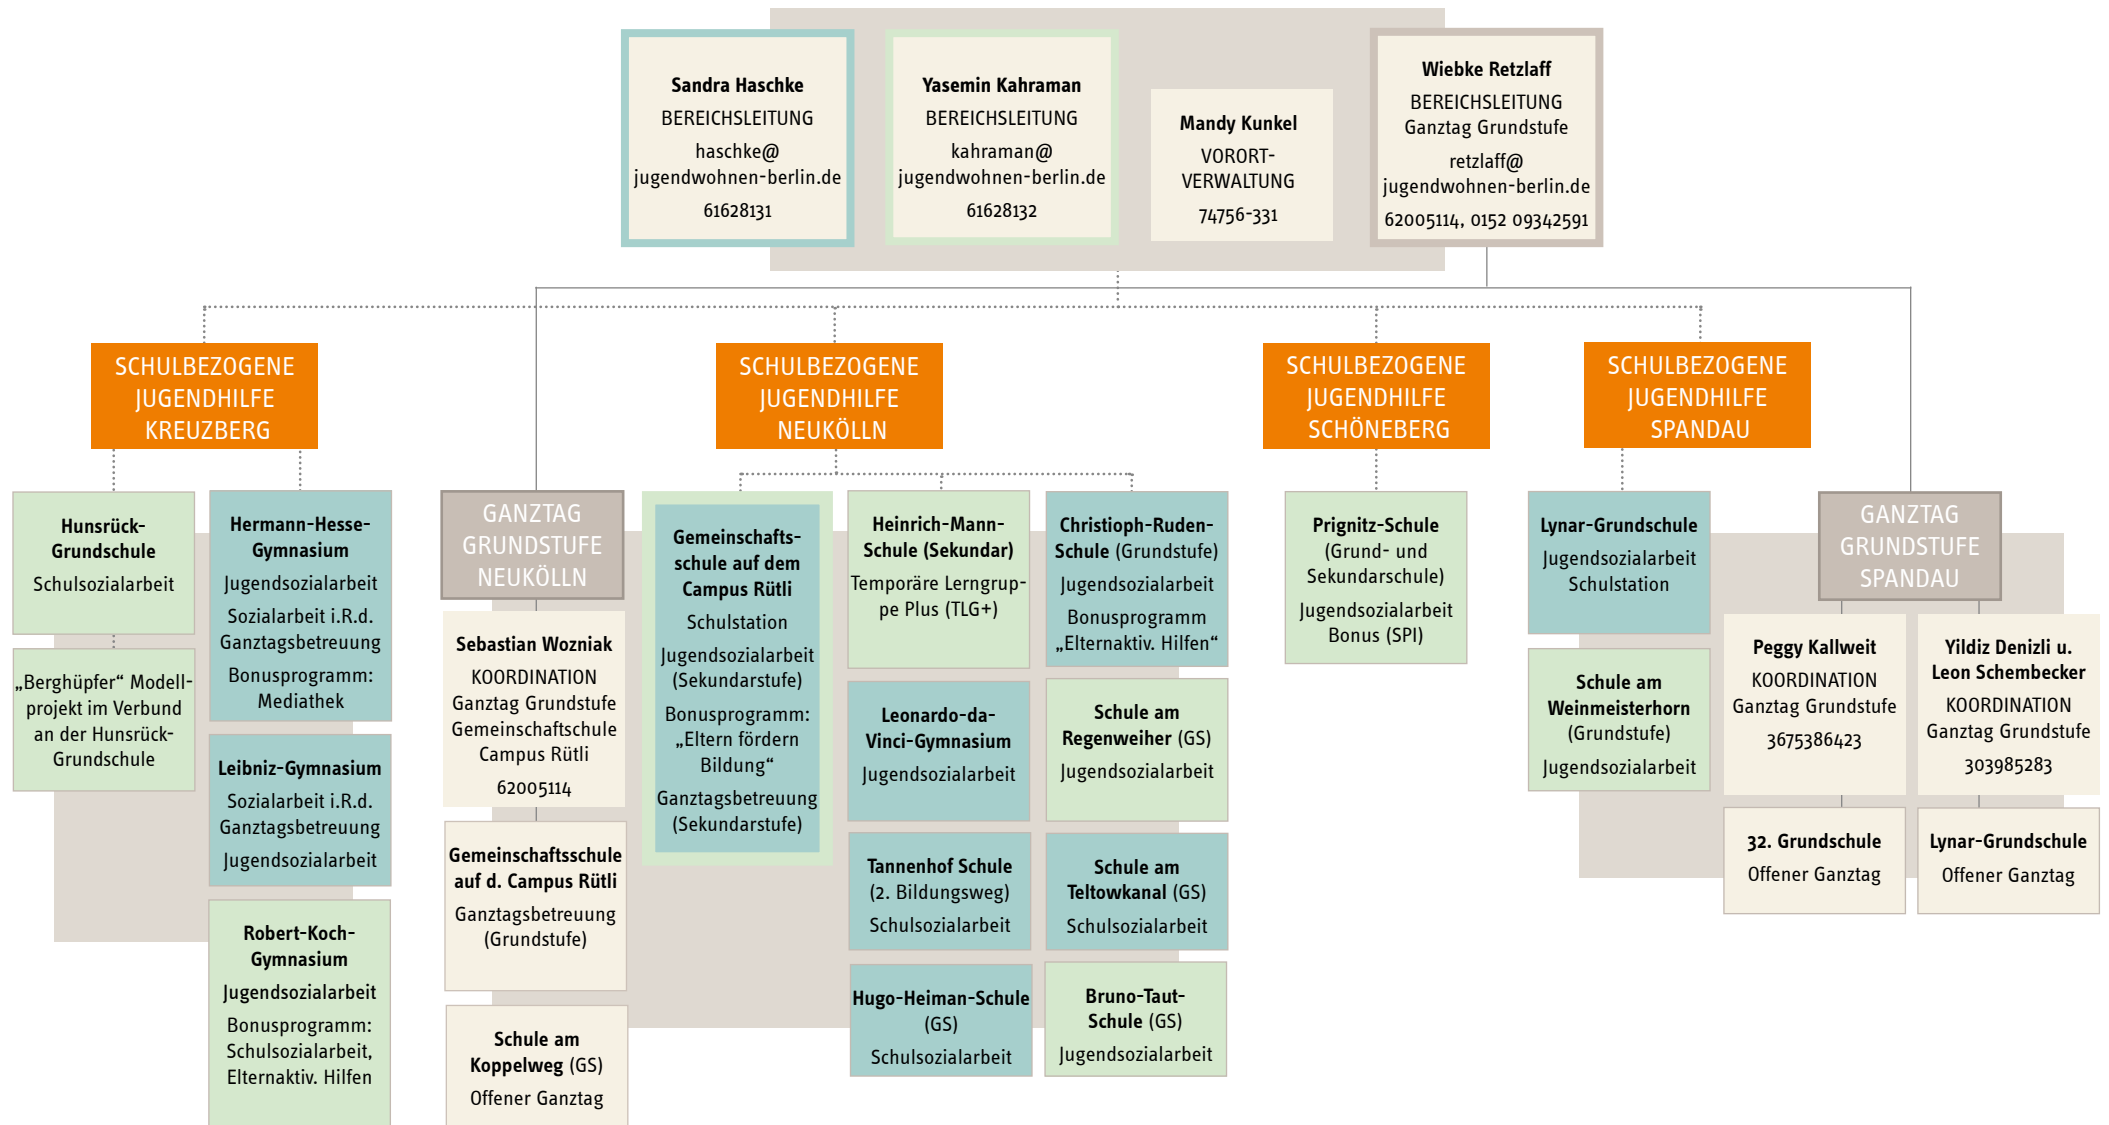 Sandra Haschke
BEREICHSLEITUNG
haschke@
jugendwohnen-berlin.de
61628131
Yasemin Kahraman
BEREICHSLEITUNG
kahraman@
jugendwohnen-berlin.de
61628132
Mandy Kunkel
VORORT-
VERWALTUNG
74756-331
Wiebke Retzlaff
BEREICHSLEITUNG
Ganztag Grundstufe
retzlaff@
jugendwohnen-berlin.de
62005114, 0152 09342591
SCHULBEZOGENE
JUGENDHILFE
KREUZBERG
SCHULBEZOGENE
JUGENDHILFE
NEUKÖLLN
SCHULBEZOGENE
JUGENDHILFE
SCHÖNEBERG
SCHULBEZOGENE
JUGENDHILFE
SPANDAU
Hunsrück-
Grundschule
Schulsozialarbeit
„Berghüpfer“ Modell-
projekt im Verbund
an der Hunsrück-
Grundschule
Hermann-Hesse-
Gymnasium
Jugendsozialarbeit
Sozialarbeit i.R.d.
Ganztagsbetreuung
Bonusprogramm:
Mediathek
Leibniz-Gymnasium
Sozialarbeit i.R.d.
Ganztagsbetreuung
Jugendsozialarbeit
Robert-Koch-
Gymnasium
Jugendsozialarbeit
Bonusprogramm:
Schulsozialarbeit,
Elternaktiv. Hilfen
GANZTAG
GRUNDSTUFE
NEUKÖLLN
Sebastian Wozniak
KOORDINATION
Ganztag Grundstufe
Gemeinschaftschule
Campus Rütli
62005114
Gemeinschaftsschule
auf d. Campus Rütli
Ganztagsbetreuung
(Grundstufe)
Schule am
Koppelweg (GS)
Offener Ganztag
Gemeinschafts-
schule auf dem
Campus Rütli
Schulstation
Jugendsozialarbeit
(Sekundarstufe)
Bonusprogramm:
„Eltern fördern
Bildung“
Ganztagsbetreuung
(Sekundarstufe)
Heinrich-Mann-
Schule (Sekundar)
Temporäre Lerngrup-
pe Plus (TLG+)
Leonardo-da-
Vinci-Gymnasium
Jugendsozialarbeit
Tannenhof Schule
(2. Bildungsweg)
Schulsozialarbeit
Hugo-Heiman-Schule
(GS)
Schulsozialarbeit
Christioph-Ruden-
Schule (Grundstufe)
Jugendsozialarbeit
Bonusprogramm
„Elternaktiv. Hilfen“
Schule am
Regenweiher (GS)
Jugendsozialarbeit
Schule am
Teltowkanal (GS)
Schulsozialarbeit
Bruno-Taut-
Schule (GS)
Jugendsozialarbeit
Prignitz-Schule
(Grund- und
Sekundarschule)
Jugendsozialarbeit
Bonus (SPI)
Lynar-Grundschule
Jugendsozialarbeit
Schulstation
Schule am
Weinmeisterhorn
(Grundstufe)
Jugendsozialarbeit
GANZTAG
GRUNDSTUFE
SPANDAU
Peggy Kallweit
KOORDINATION
Ganztag Grundstufe
3675386423
32. Grundschule
Offener Ganztag
Yildiz Denizli u.
Leon Schembecker
KOORDINATION
Ganztag Grundstufe
303985283
Lynar-Grundschule
Offener Ganztag